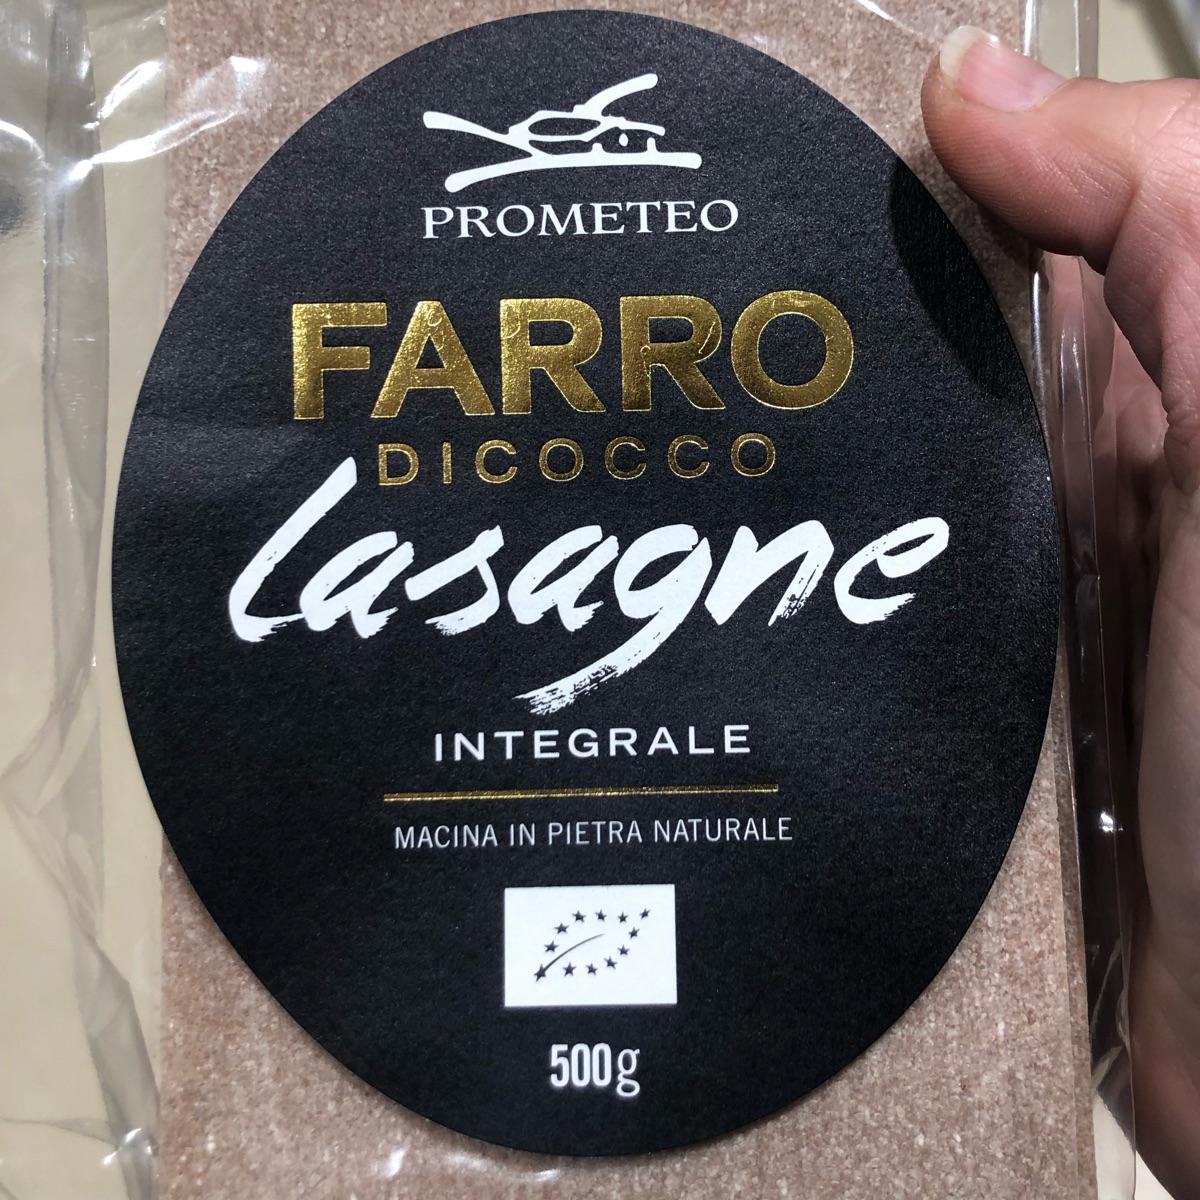 PROMETEO
FARRO
DICOCCO
Lasagne
INTEGRALE
MACINA IN PIETRA NATURALE
500g